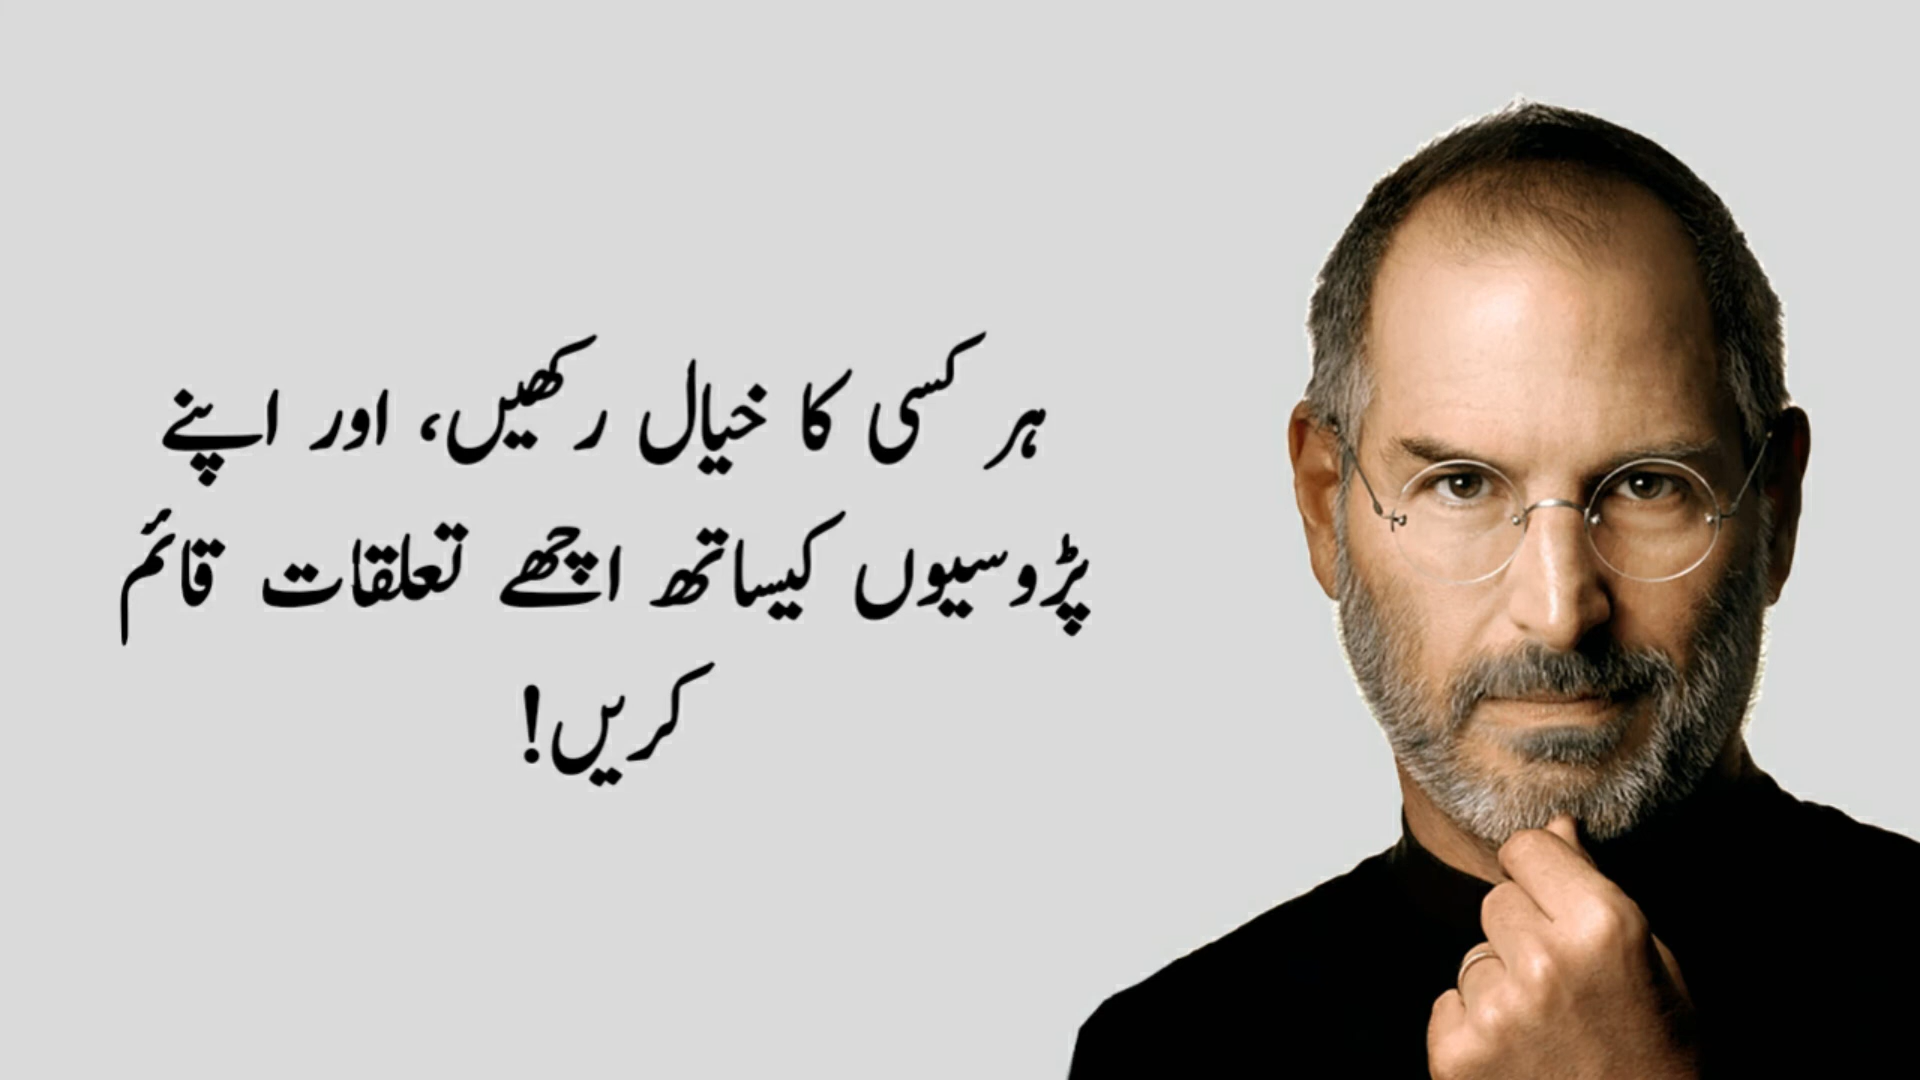 ہر کسی کا خیال رکھیں، اور اپنے
پڑوسیوں کیساتھ اچھے تعلقات قائم
کریں!